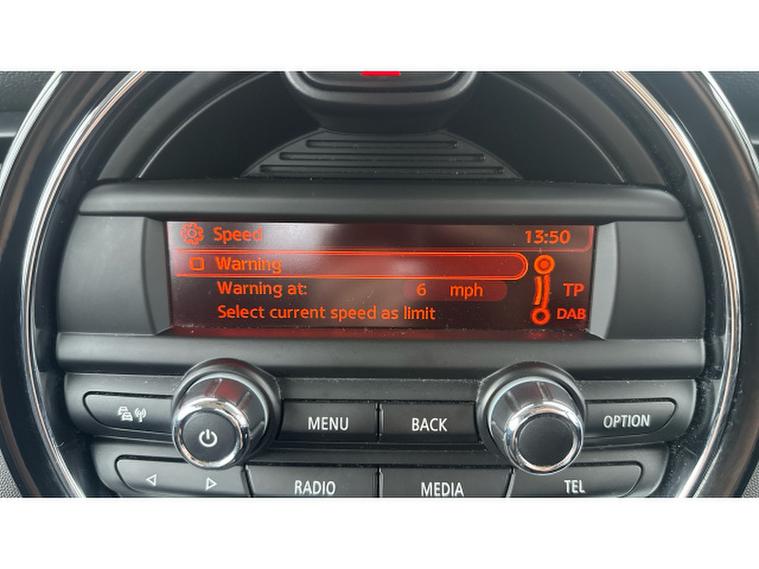 Speed 13:50
Warning
Warning at: 6 mph TP
Select current speed as limit DAB
MENU BACK OPTION
RADIO MEDIA TEL